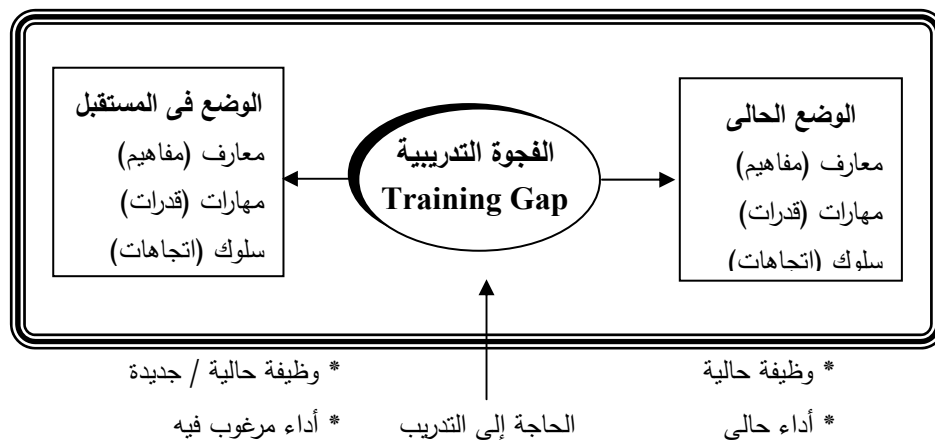 الوضع الحالى
معارف (مفاهيم)
مهارات (قدرات)
سلوك (اتجاهات)
الفجوة التدريبية
Training Gap
الوضع فى المستقبل
معارف (مفاهيم)
مهارات (قدرات)
سلوك (اتجاهات)
* وظيفة حالية
* أداء حالى
الحاجة إلى التدريب
* وظيفة حالية / جديدة
* أداء مرغوب فيه